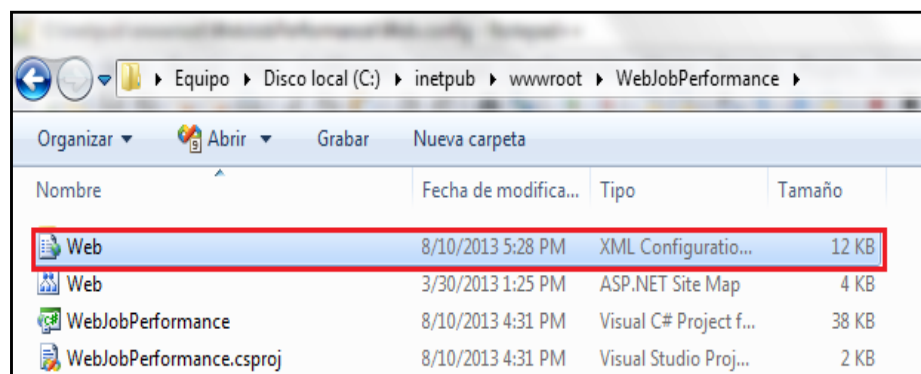 Equipo Disco local (C:) inetpub wwwroot WebJobPerformance
Organizar Abrir Grabar Nueva carpeta
Nombre Fecha de modifica... Tipo Tamaño
Web 8/10/2013 5:28 PM XML Configuratio... 12 KB
Web 3/30/2013 1:25 PM ASP.NET Site Map 4 KB
WebJobPerformance 8/10/2013 4:31 PM Visual C# Project f... 38 KB
WebJobPerformance.csproj 8/10/2013 4:31 PM Visual Studio Proj... 2 KB